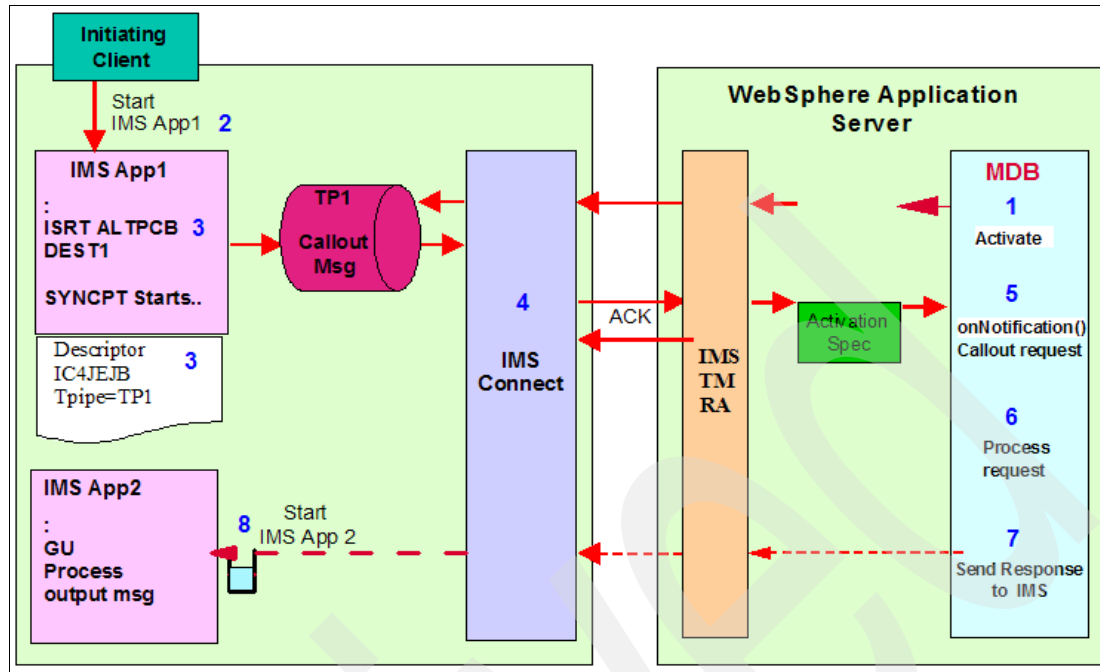 Initiating
Client
Start
IMS App1 2
IMS App1
:
ISRT ALTPCB 3
DEST1
SYNCPT Starts..
Descriptor 3
IC4JEJB
Tpipe=TP1
TP1
Callout
Msg
4
IMS
Connect
ACK
WebSphere Application
Server
IMS
TM
RA
Activation
Spec
MDB
1
Activate
5
onNotification()
Callout request
6
Process
request
7
Send Response
to IMS
8
Start
IMS App 2
IMS App2
:
GU
Process
output msg